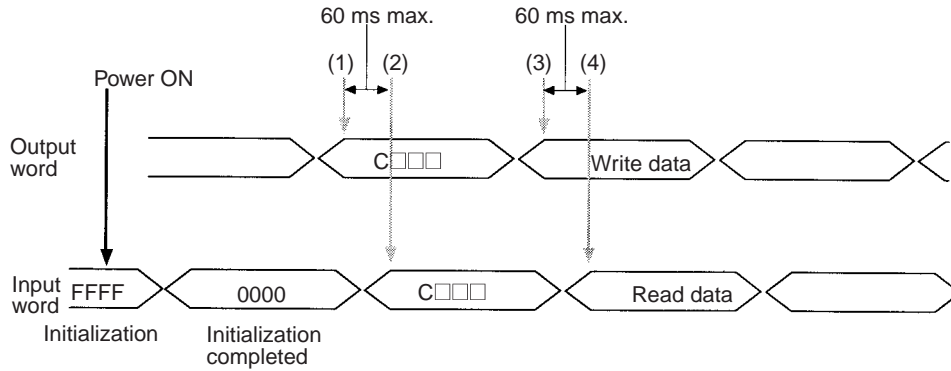 60 ms max.
60 ms max.
(1)
(2)
(3)
(4)
Power ON
Output
word
C□□□
Write data
Input
word
FFFF
0000
C□□□
Read data
Initialization
Initialization
completed